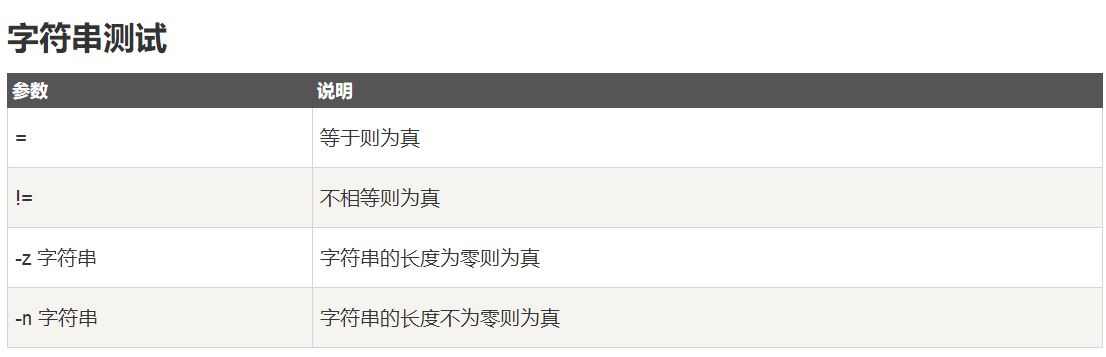 字符串测试
参数 说明
= 等于则为真
!= 不相等则为真
-z 字符串 字符串的长度为零则为真
-n 字符串 字符串的长度不为零则为真